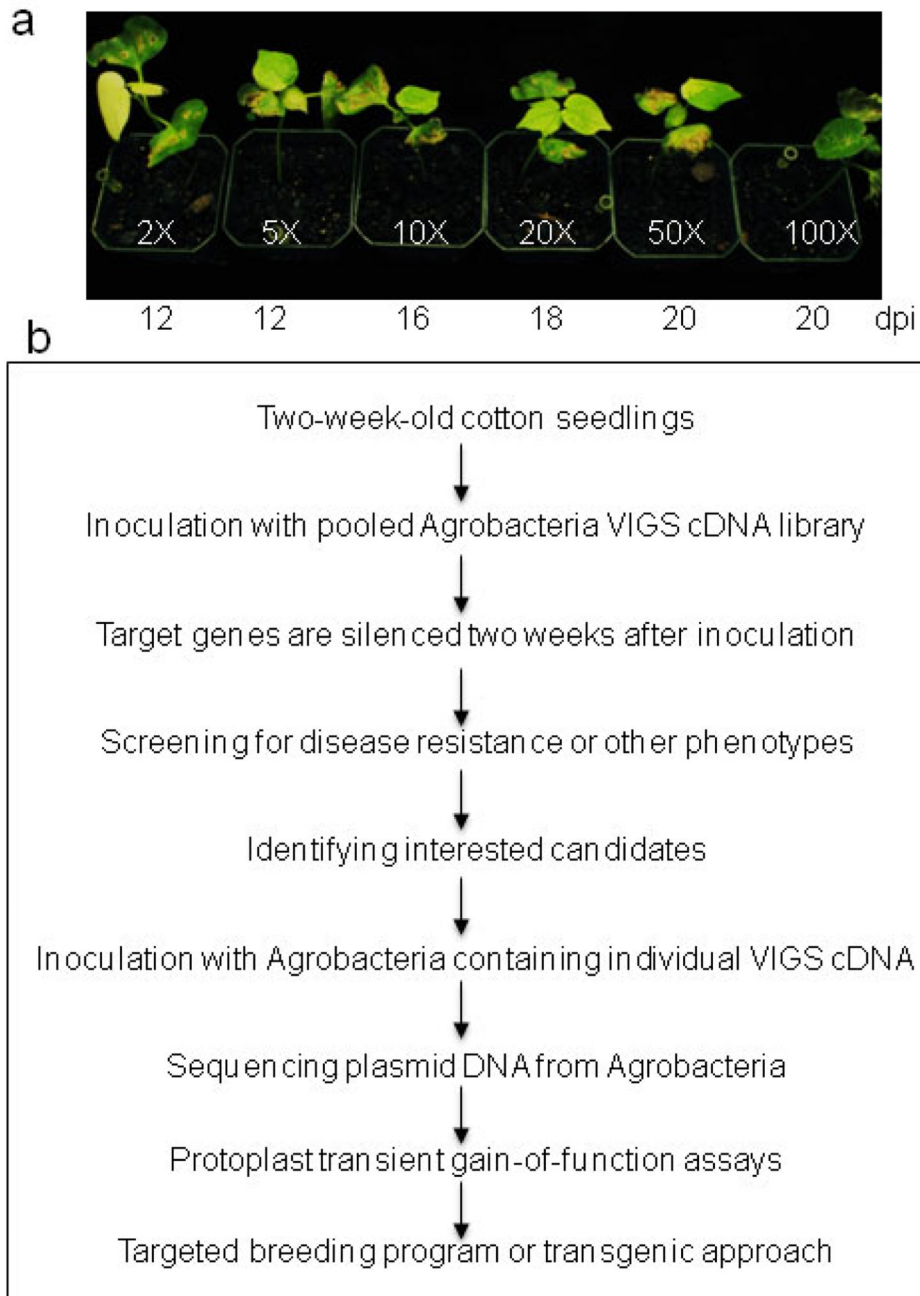 a
2X 5X 10X 20X 50X 100X
12 12 16 18 20 20 dpi
b
Two-week-old cotton seedlings
Inoculation with pooled Agrobacteria VIGS cDNA library
Target genes are silenced two weeks after inoculation
Screening for disease resistance or other phenotypes
Identifying interested candidates
Inoculation with Agrobacteria containing individual VIGS cDNA
Sequencing plasmid DNA from Agrobacteria
Protoplast transient gain-of-function assays
Targeted breeding program or transgenic approach